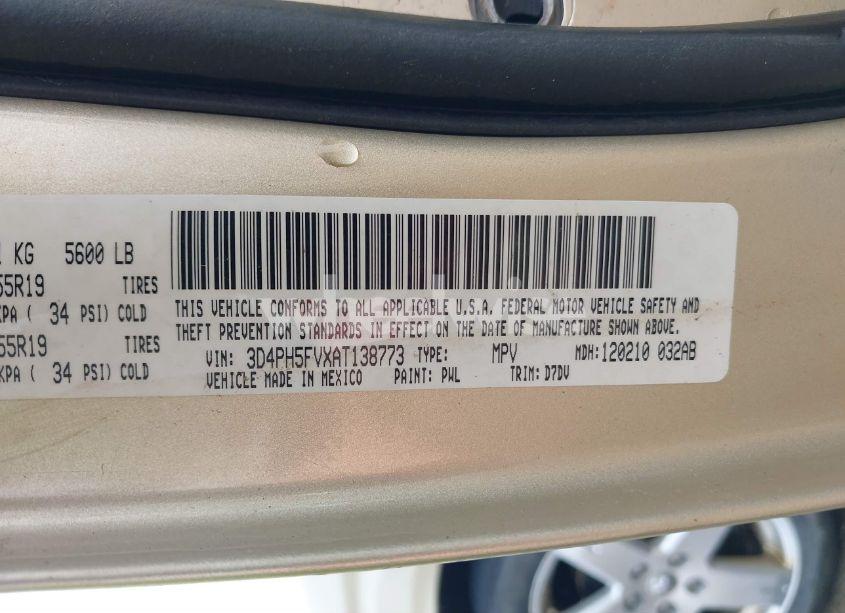 KG 5600 LB
55R19 TIRES
KPA ( 34 PSI) COLD
55R19 TIRES
KPA ( 34 PSI) COLD
THIS VEHICLE CONFORMS TO ALL APPLICABLE U.S.A. FEDERAL MOTOR VEHICLE SAFETY AND
THEFT PREVENTION STANDARDS IN EFFECT ON THE DATE OF MANUFACTURE SHOWN ABOVE.
VIN: 3D4PH5FVXAT138773 TYPE: MPV MDH: 120210 032AB
VEHICLE MADE IN MEXICO PAINT: PWL TRIM: D7DV